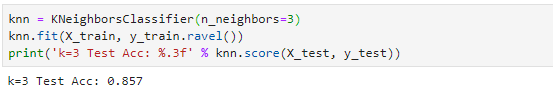 knn = KNeighborsClassifier(n_neighbors=3)
knn.fit(X_train, y_train.ravel())
print('k=3 Test Acc: %.3f' % knn.score(X_test, y_test))
k=3 Test Acc: 0.857